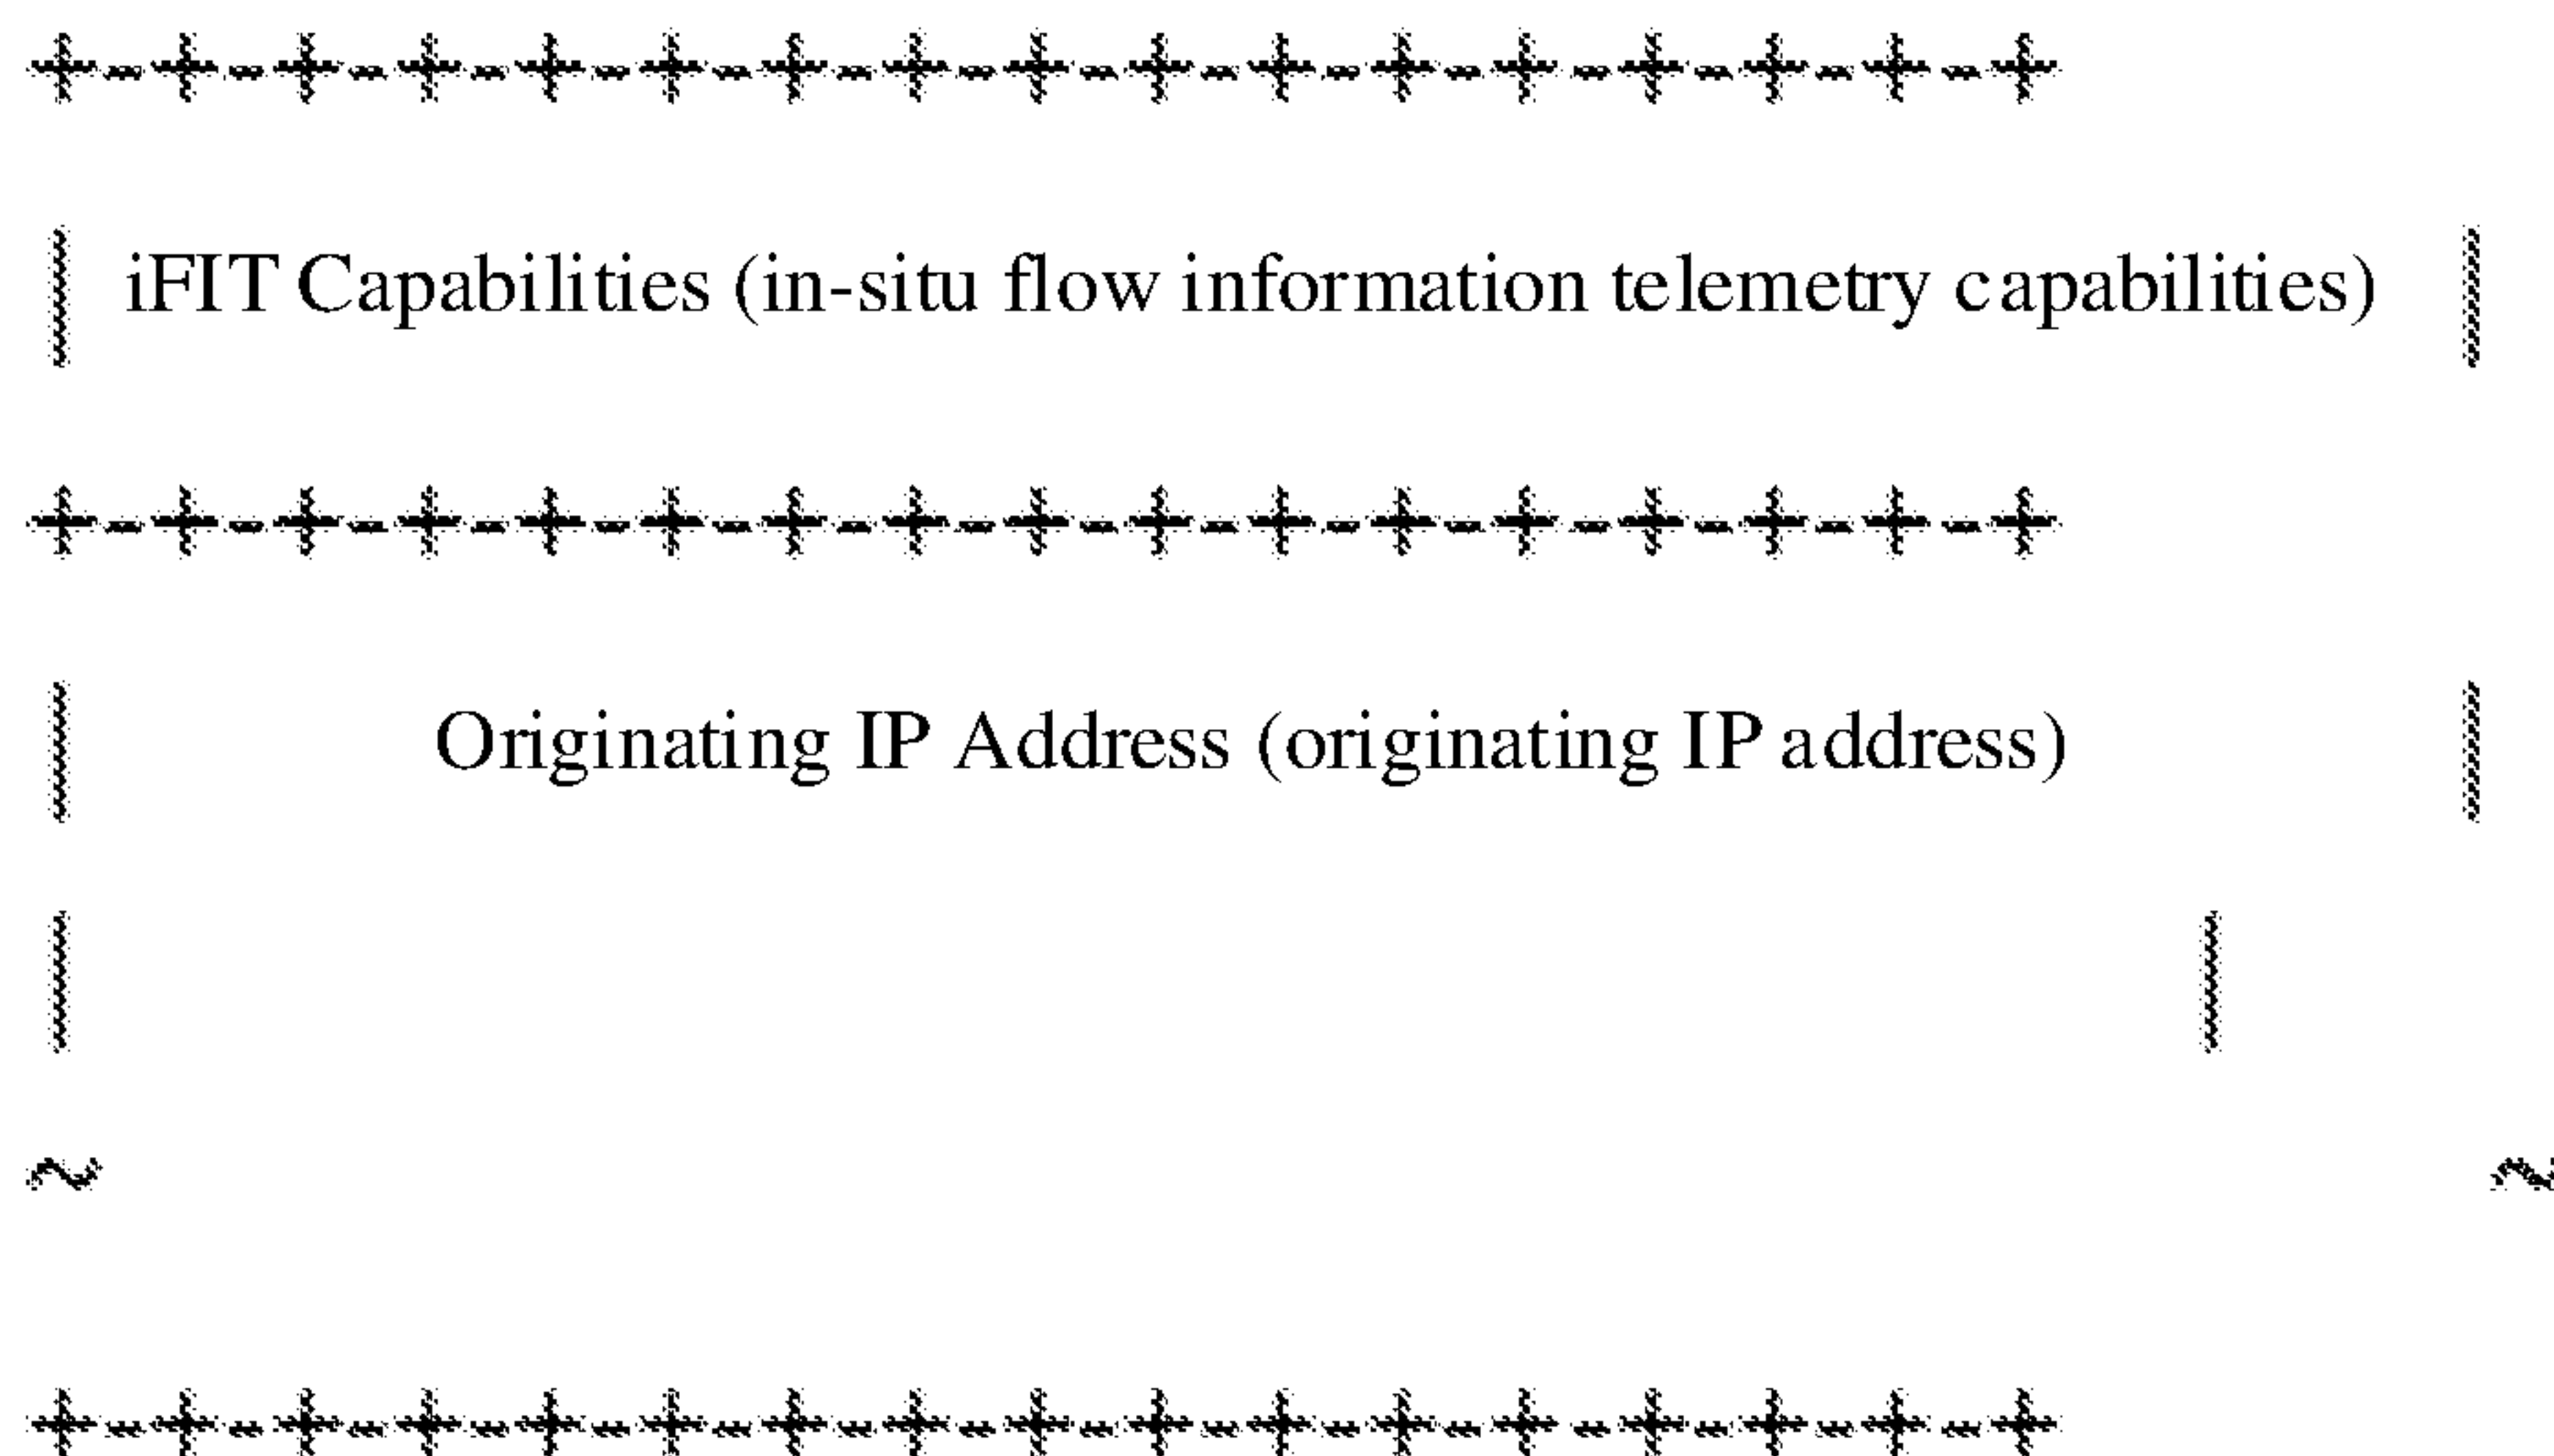 +-+-+-+-+-+-+-+-+-+-+-+-+-+-+-+-+
| iFIT Capabilities (in-situ flow information telemetry capabilities) |
+-+-+-+-+-+-+-+-+-+-+-+-+-+-+-+-+
| Originating IP Address (originating IP address) |
| |
~ ~
+-+-+-+-+-+-+-+-+-+-+-+-+-+-+-+-+